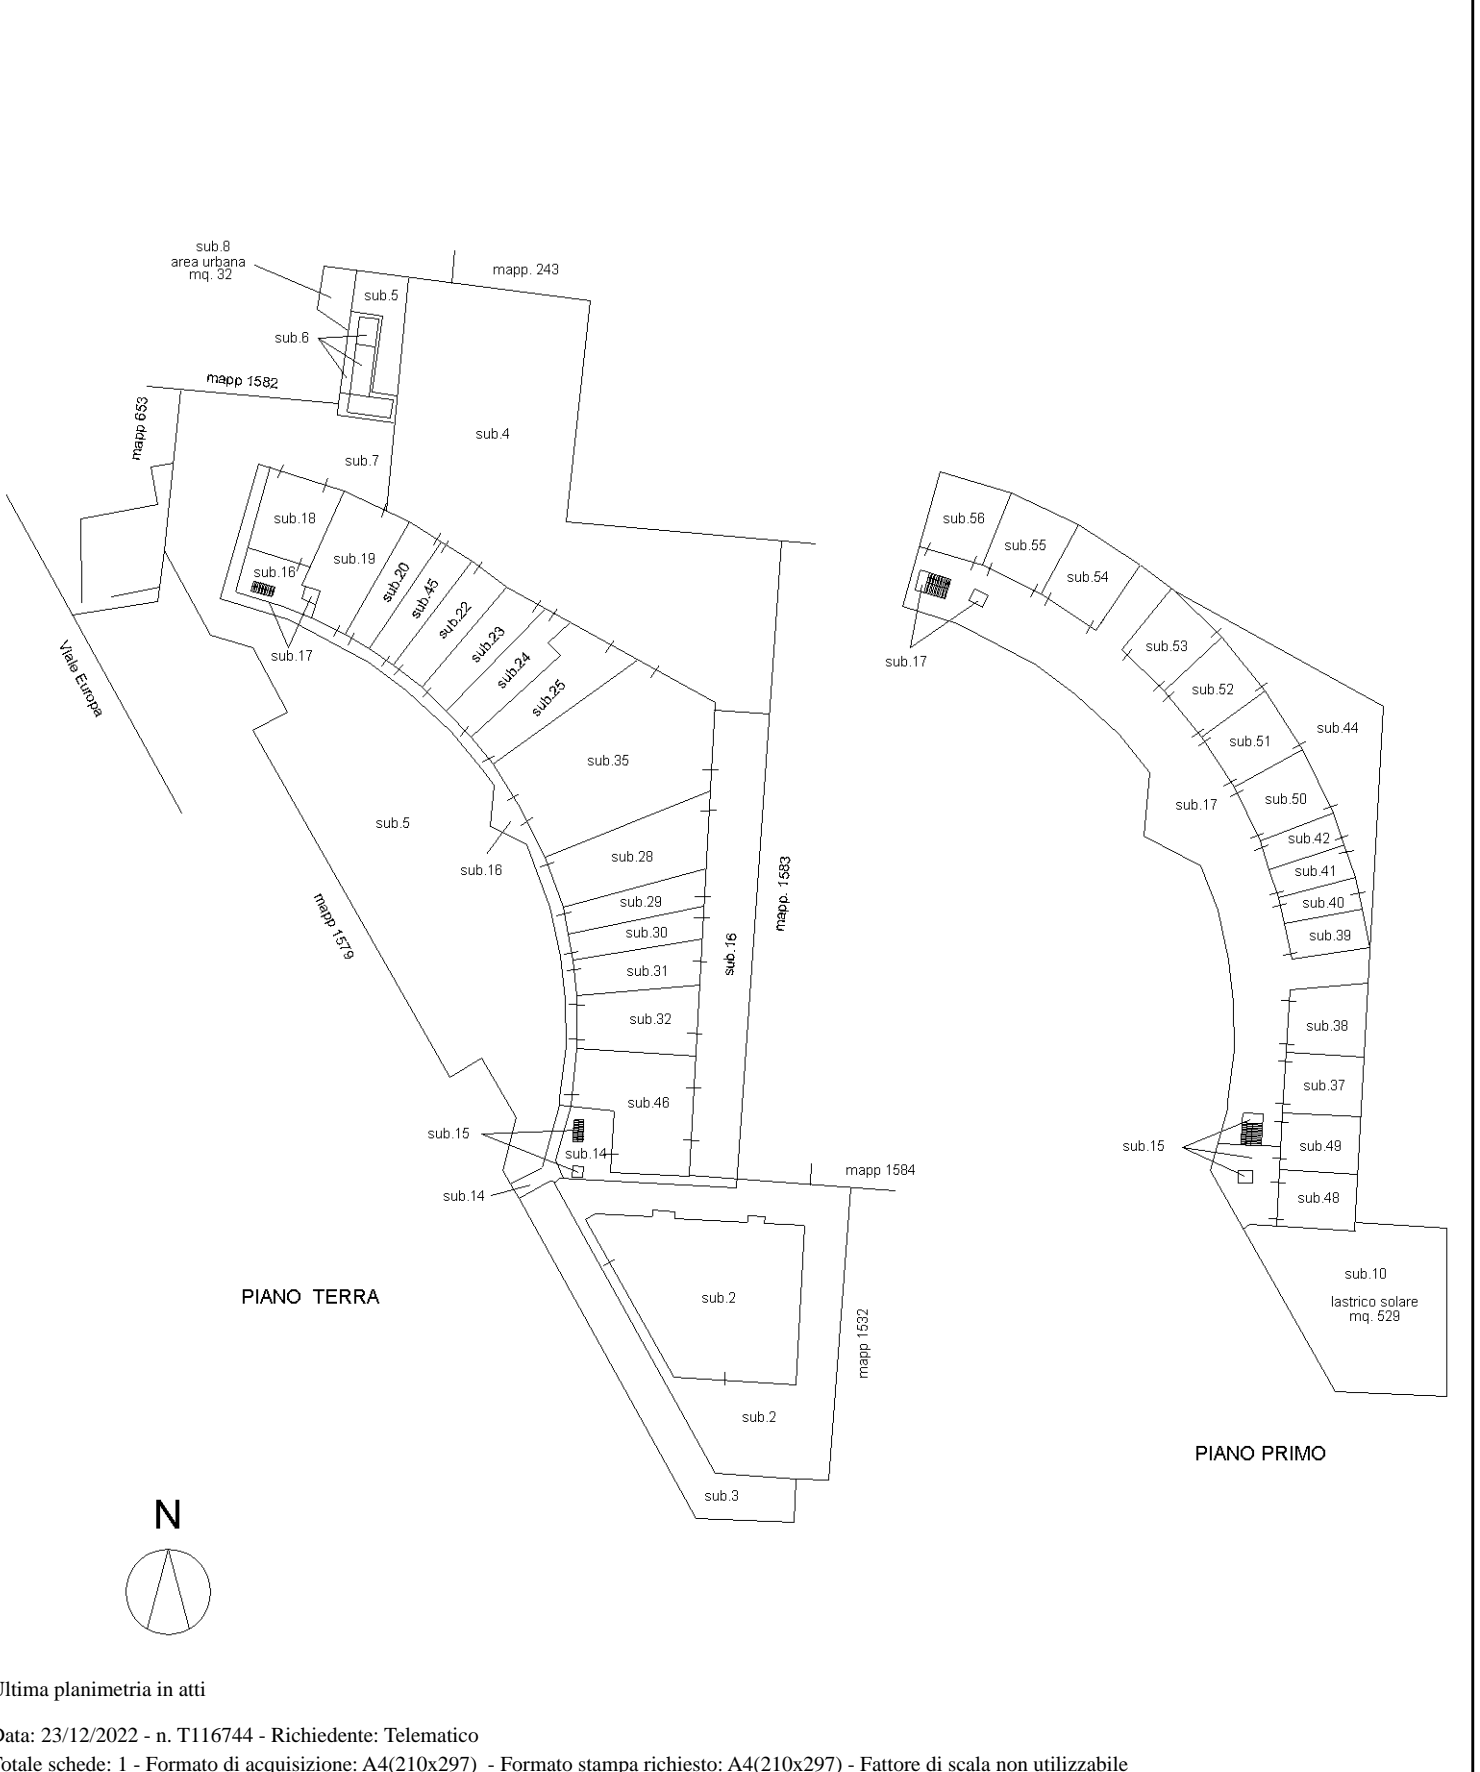 sub.8
area urbana
mq. 32
mapp. 243
sub.5
sub.6
mapp 1582
mapp 653
sub.4
sub.7
sub.18
sub.19
sub.16
sub.20
sub.45
sub.22
sub.23
sub.24
sub.25
sub.17
Viale Europa
sub.35
sub.5
sub.16
sub.28
sub.29
sub.30
sub.31
sub.32
sub.16
mapp. 1583
mapp 1579
sub.46
sub.15
sub.14
sub.14
mapp 1584
sub.2
mapp 1532
sub.2
sub.3
PIANO TERRA
sub.56
sub.55
sub.54
sub.17
sub.53
sub.52
sub.51
sub.44
sub.50
sub.17
sub.42
sub.41
sub.40
sub.39
sub.38
sub.37
sub.15
sub.49
sub.48
sub.10
lastrico solare
mq. 529
PIANO PRIMO
N
Ultima planimetria in atti
Data: 23/12/2022 - n. T116744 - Richiedente: Telematico
Totale schede: 1 - Formato di acquisizione: A4(210x297) - Formato stampa richiesto: A4(210x297) - Fattore di scala non utilizzabile